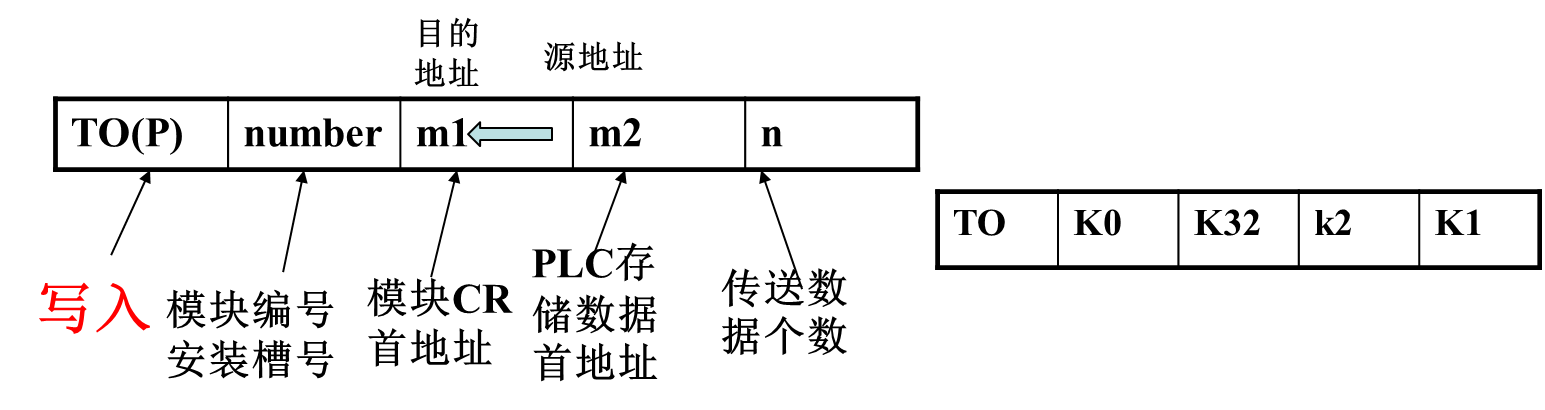 目的
地址
源地址
TO(P) number m1 m2 n
TO K0 K32 k2 K1
写入
模块编号
安装槽号
模块CR
首地址
PLC存
储数据
首地址
传送数
据个数